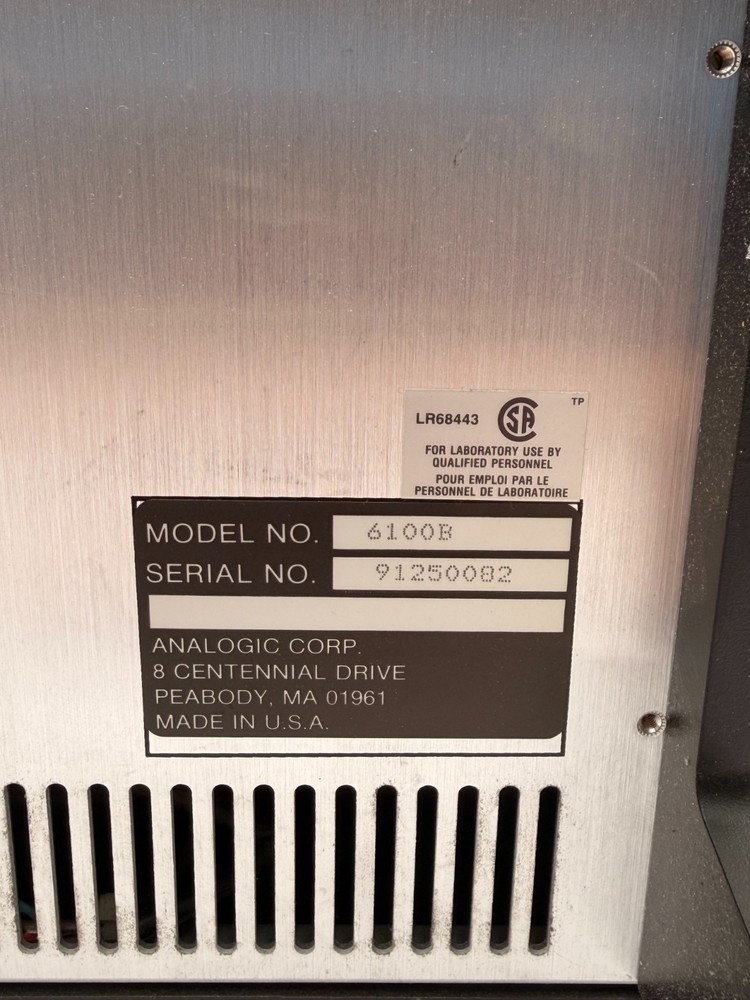 LR68443 SA TP
FOR LABORATORY USE BY
QUALIFIED PERSONNEL
POUR EMPLOI PAR LE
PERSONNEL DE LABORATOIRE
MODEL NO. 6100B
SERIAL NO. 91250082
ANALOGIC CORP.
8 CENTENNIAL DRIVE
PEABODY, MA 01961
MADE IN U.S.A.